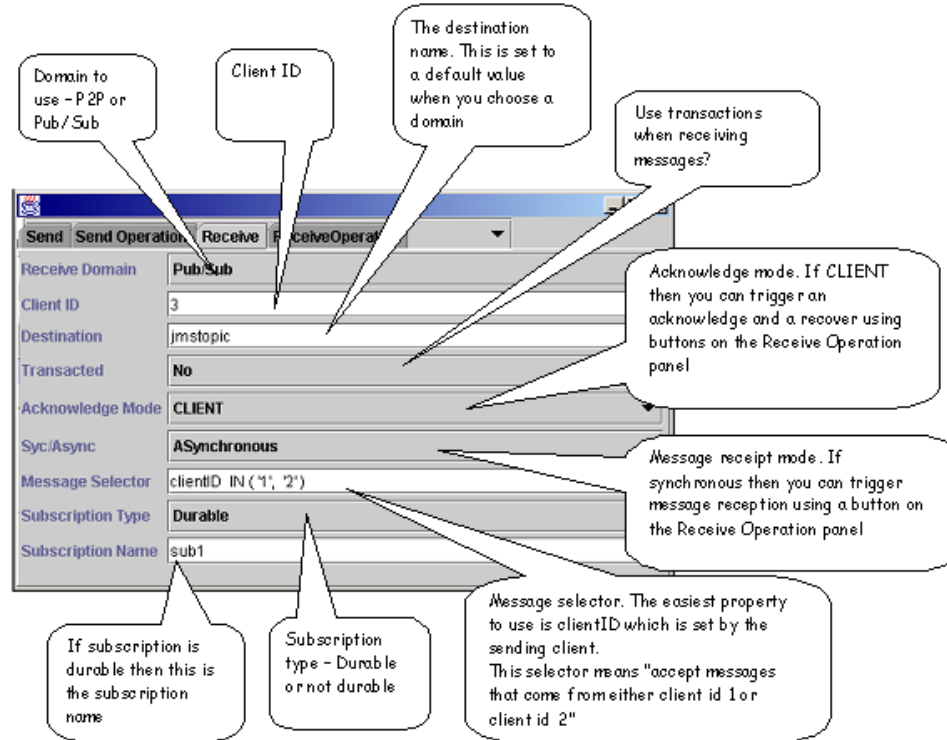 The destination
name. This is set to
a default value
when you choose a
domain
Domain to
use - P2P or
Pub/Sub
Client ID
Use transactions
when receiving
messages?
Send
Send Operation
Receive
ReceiveOperation
Receive Domain
Pub/Sub
Client ID
3
Destination
jmstopic
Transacted
No
Acknowledge Mode
CLIENT
Syc/Async
ASynchronous
Message Selector
clientID IN ('1', '2')
Subscription Type
Durable
Subscription Name
sub1
Acknowledge mode. If CLIENT
then you can trigger an
acknowledge and a recover using
buttons on the Receive Operation
panel
Message receipt mode. If
synchronous then you can trigger
message reception using a button on
the Receive Operation panel
Message selector. The easiest property
to use is clientID which is set by the
sending client.
This selector means "accept messages
that come from either client id 1 or
client id 2"
If subscription is
durable then this is
the subscription
name
Subscription
type – Durable
or not durable